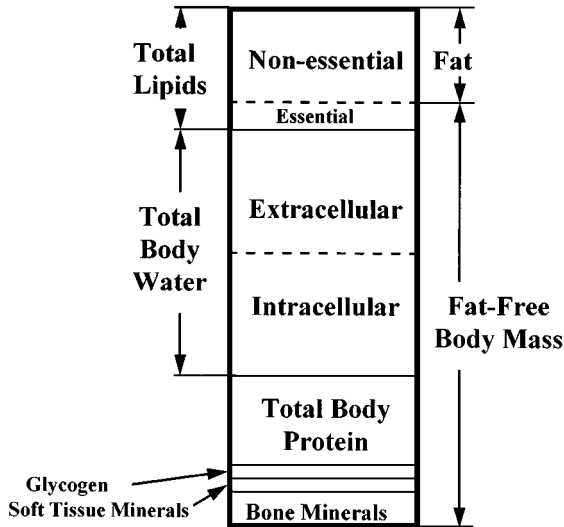 Total
Lipids
Non-essential
Fat
Essential
Total
Body
Water
Extracellular
Intracellular
Fat-Free
Body Mass
Total Body
Protein
Glycogen
Soft Tissue Minerals
Bone Minerals